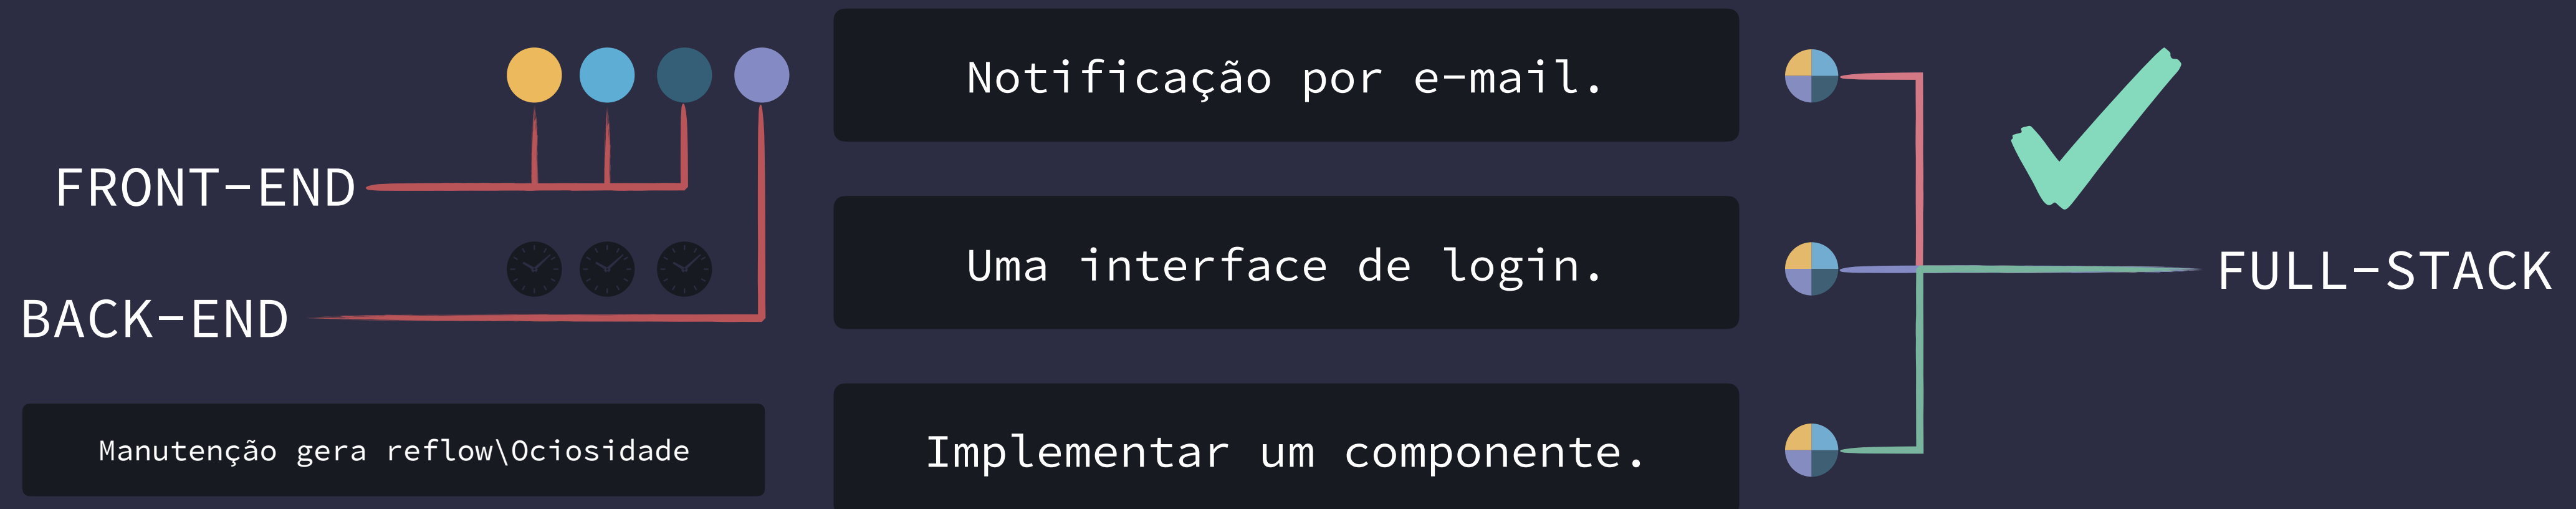 FRONT-END
BACK-END
Manutenção gera reflow\Ociosidade
Notificação por e-mail.
Uma interface de login.
Implementar um componente.
FULL-STACK